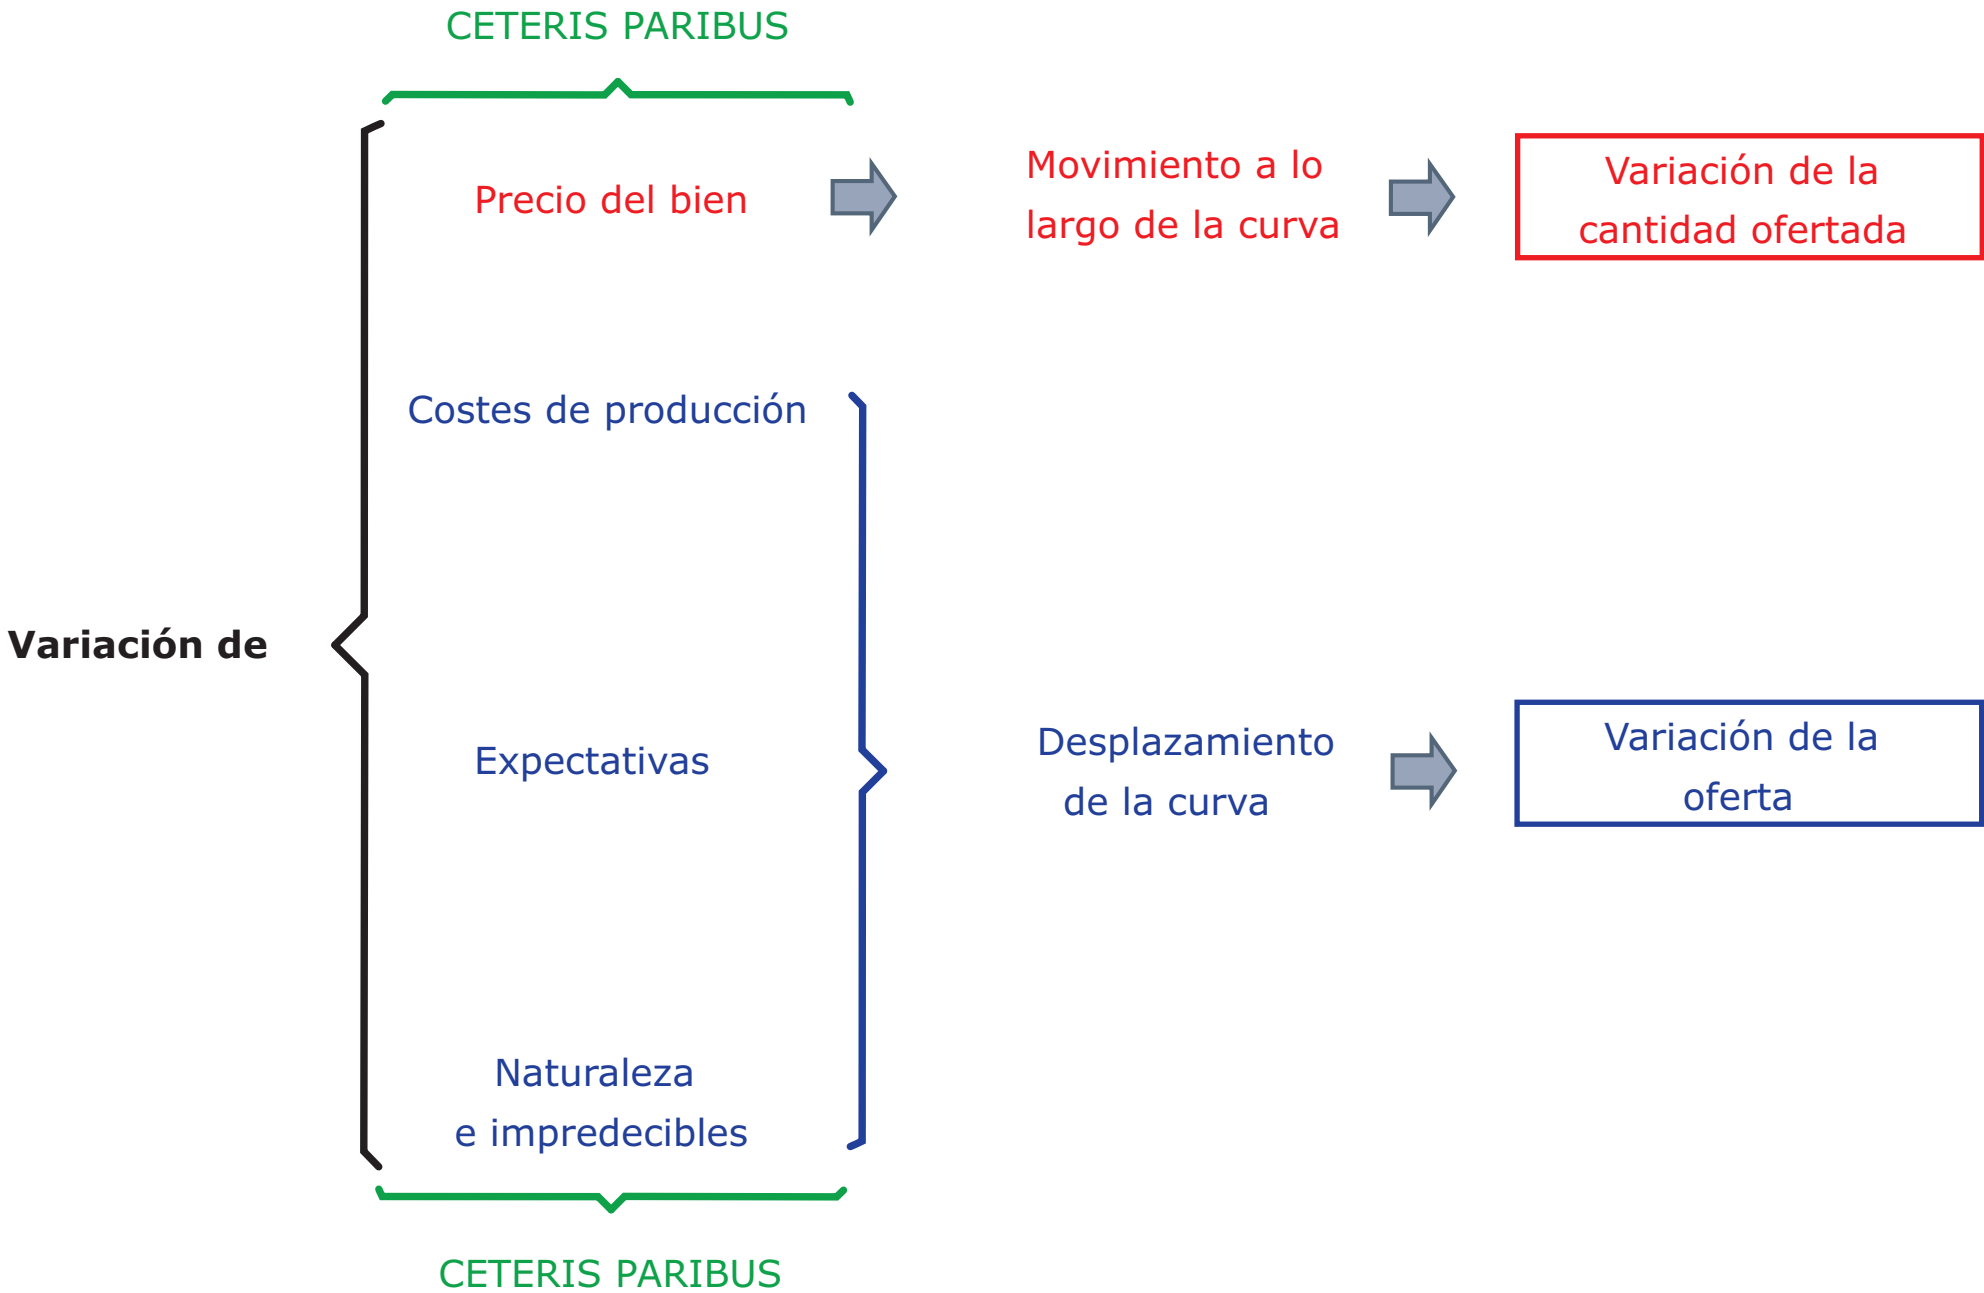 CETERIS PARIBUS
Precio del bien
Movimiento a lo
largo de la curva
Variación de la
cantidad ofertada
Costes de producción
Variación de
Expectativas
Desplazamiento
de la curva
Variación de la
oferta
Naturaleza
e impredecibles
CETERIS PARIBUS